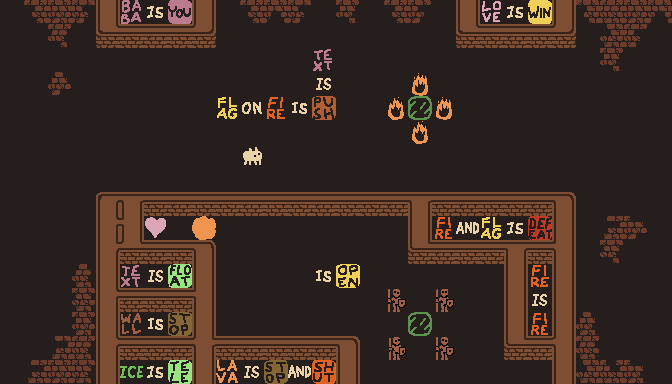 BABA IS YOU
LOVE IS WIN
TEXT
IS
FLAG ON FIRE IS PUSH
FIRE AND FLAG IS DEFEAT
TEXT IS FLOAT
IS OPEN
FIRE
IS
FIRE
WALL IS STOP
ICE IS TELE
LAVA IS STOP AND SHUT